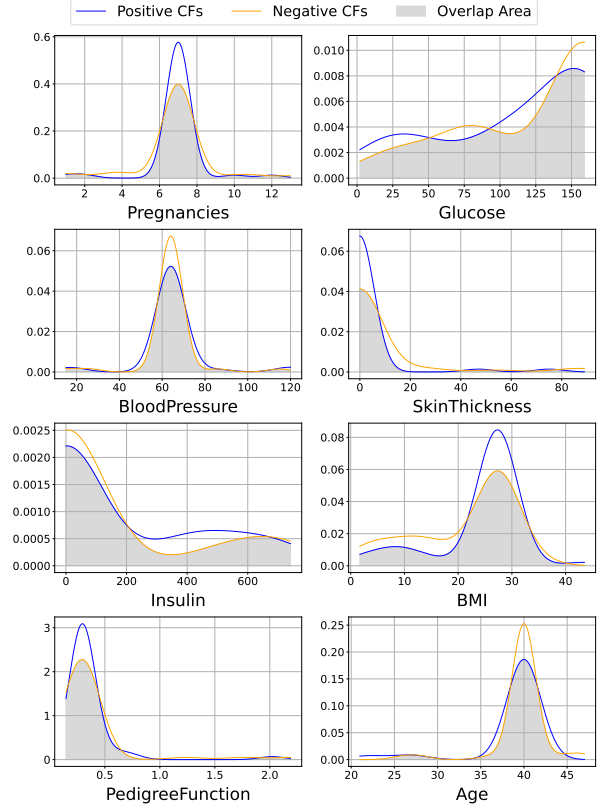 Positive CFs Negative CFs Overlap Area
0.6
0.4
0.2
0.0
2 4 6 8 10 12
Pregnancies
0.010
0.008
0.006
0.004
0.002
0.000
0 25 50 75 100 125 150
Glucose
0.06
0.04
0.02
0.00
20 40 60 80 100 120
BloodPressure
0.06
0.04
0.02
0.00
0 20 40 60 80
SkinThickness
0.0025
0.0020
0.0015
0.0010
0.0005
0.0000
0 200 400 600
Insulin
0.08
0.06
0.04
0.02
0.00
0 10 20 30 40
BMI
3
2
1
0
0.5 1.0 1.5 2.0
PedigreeFunction
0.25
0.20
0.15
0.10
0.05
0.00
20 25 30 35 40 45
Age